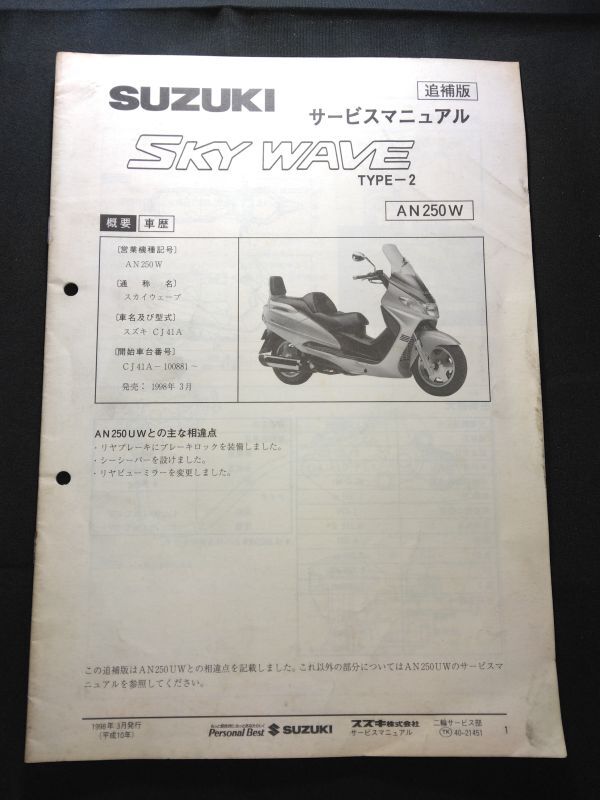 SUZUKI
追補版
サービスマニュアル
SKY WAVE
TYPE－2
AN250W
概要 車歴
〔営業機種記号〕
AN250W
〔通　称　名〕
スカイウェーブ
〔車名及び型式〕
スズキ CJ41A
〔開始車台番号〕
CJ41A－100881～
発売： 1998年 3月
AN250UWとの主な相違点
・リヤブレーキにブレーキロックを装備しました。
・シーシーバーを設けました。
・リヤビューミラーを変更しました。
この追補版はAN250UWとの相違点を記載しました。これ以外の部分についてはAN250UWのサービスマ
ニュアルを参照してください。
1998年 3月発行
（平成10年）
Personal Best
SUZUKI
スズキ株式会社
サービスマニュアル
二輪サービス部
TK 40-21451
1